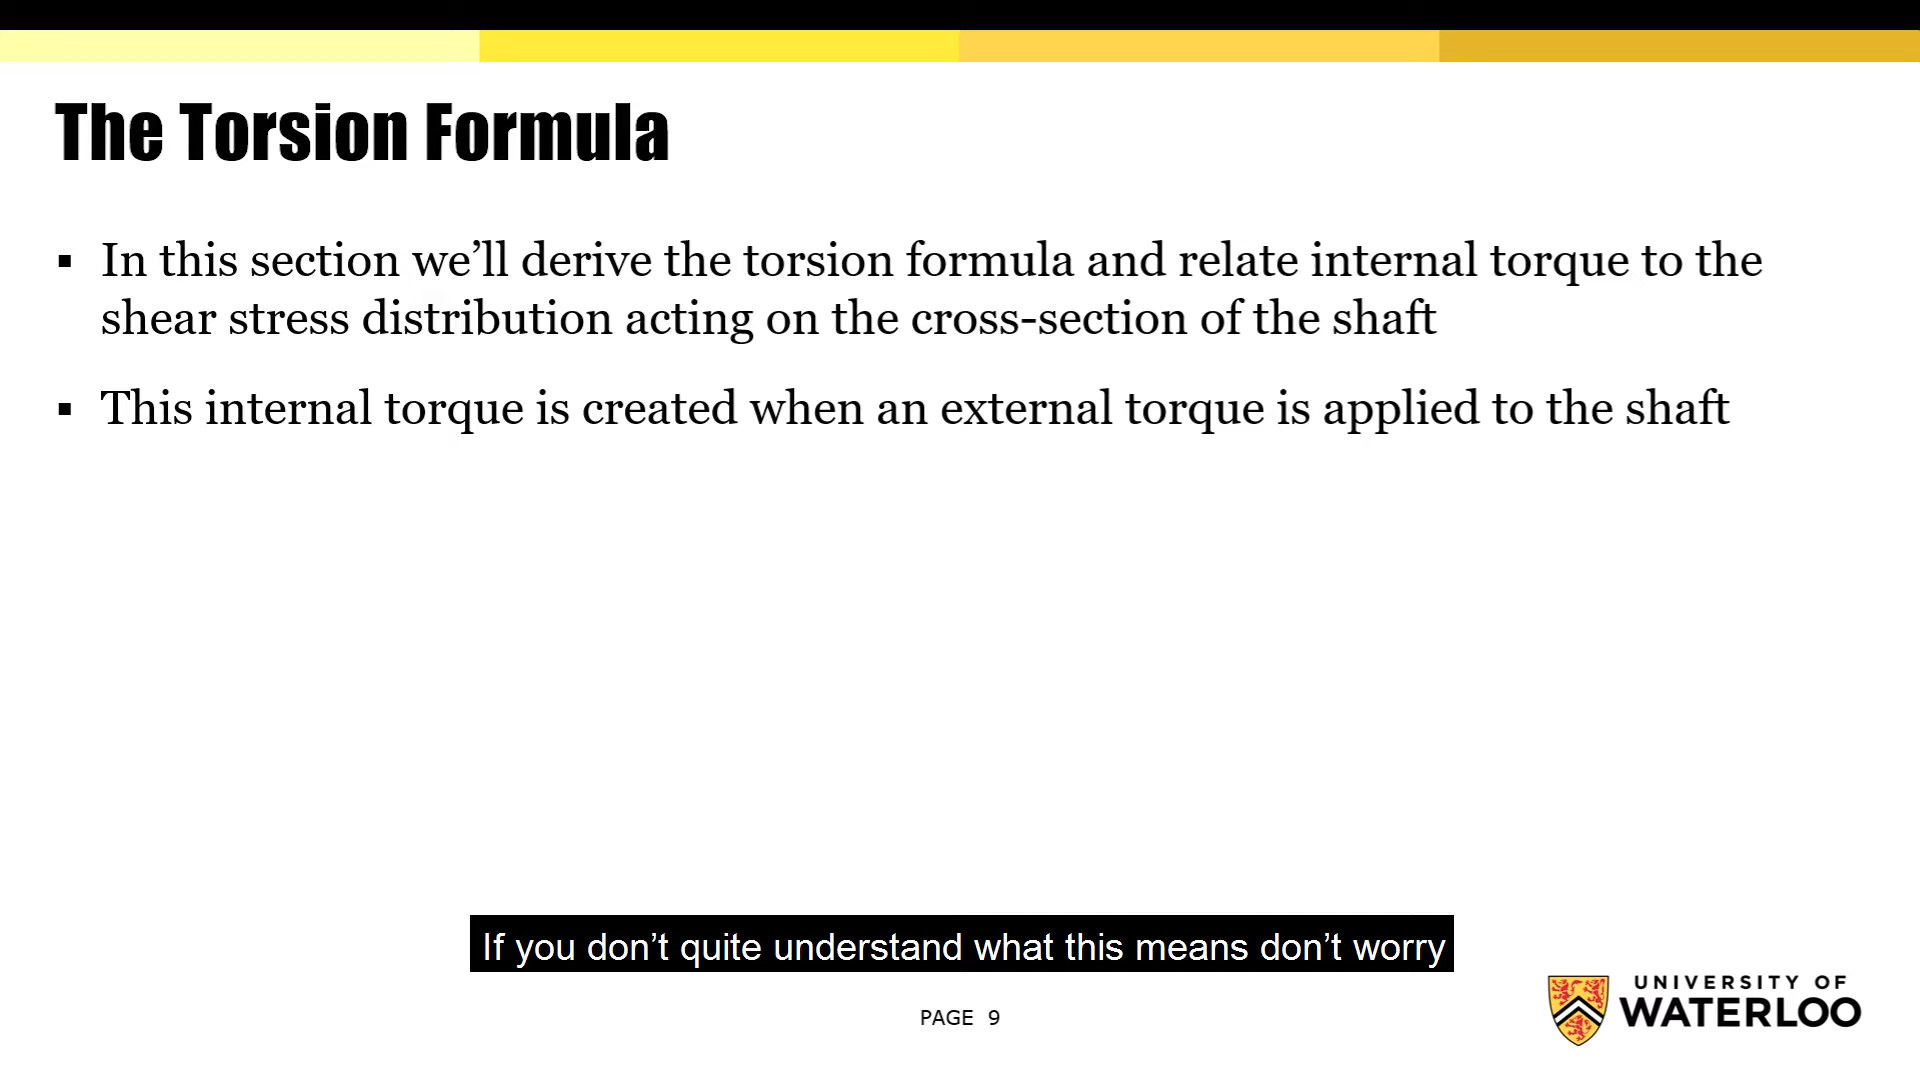 The Torsion Formula
▪ In this section we’ll derive the torsion formula and relate internal torque to the
shear stress distribution acting on the cross-section of the shaft
▪ This internal torque is created when an external torque is applied to the shaft
If you don’t quite understand what this means don’t worry
PAGE 9
UNIVERSITY OF
WATERLOO